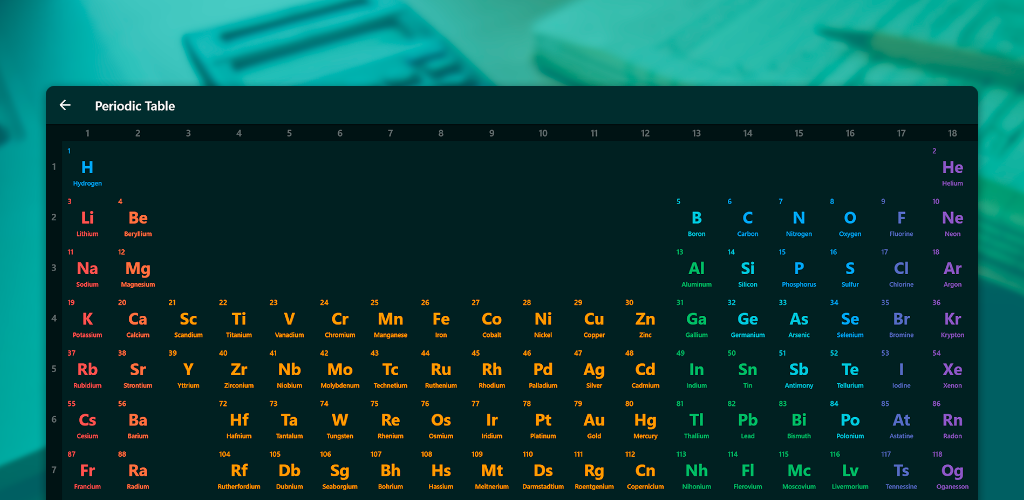 Periodic Table
1 2 3 4 5 6 7 8 9 10 11 12 13 14 15 16 17 18
1 2
1 H He
Hydrogen Helium
3 4 5 6 7 8 9 10
2 Li Be B C N O F Ne
Lithium Beryllium Boron Carbon Nitrogen Oxygen Fluorine Neon
11 12 13 14 15 16 17 18
3 Na Mg Al Si P S Cl Ar
Sodium Magnesium Aluminum Silicon Phosphorus Sulfur Chlorine Argon
19 20 21 22 23 24 25 26 27 28 29 30 31 32 33 34 35 36
4 K Ca Sc Ti V Cr Mn Fe Co Ni Cu Zn Ga Ge As Se Br Kr
Potassium Calcium Scandium Titanium Vanadium Chromium Manganese Iron Cobalt Nickel Copper Zinc Gallium Germanium Arsenic Selenium Bromine Krypton
37 38 39 40 41 42 43 44 45 46 47 48 49 50 51 52 53 54
5 Rb Sr Y Zr Nb Mo Tc Ru Rh Pd Ag Cd In Sn Sb Te I Xe
Rubidium Strontium Yttrium Zirconium Niobium Molybdenum Technetium Ruthenium Rhodium Palladium Silver Cadmium Indium Tin Antimony Tellurium Iodine Xenon
55 56 72 73 74 75 76 77 78 79 80 81 82 83 84 85 86
6 Cs Ba Hf Ta W Re Os Ir Pt Au Hg Tl Pb Bi Po At Rn
Cesium Barium Hafnium Tantalum Tungsten Rhenium Osmium Iridium Platinum Gold Mercury Thallium Lead Bismuth Polonium Astatine Radon
87 88 104 105 106 107 108 109 110 111 112 113 114 115 116 117 118
7 Fr Ra Rf Db Sg Bh Hs Mt Ds Rg Cn Nh Fl Mc Lv Ts Og
Francium Radium Rutherfordium Dubnium Seaborgium Bohrium Hassium Meitnerium Darmstadtium Roentgenium Copernicium Nihonium Flerovium Moscovium Livermorium Tennessine Oganesson